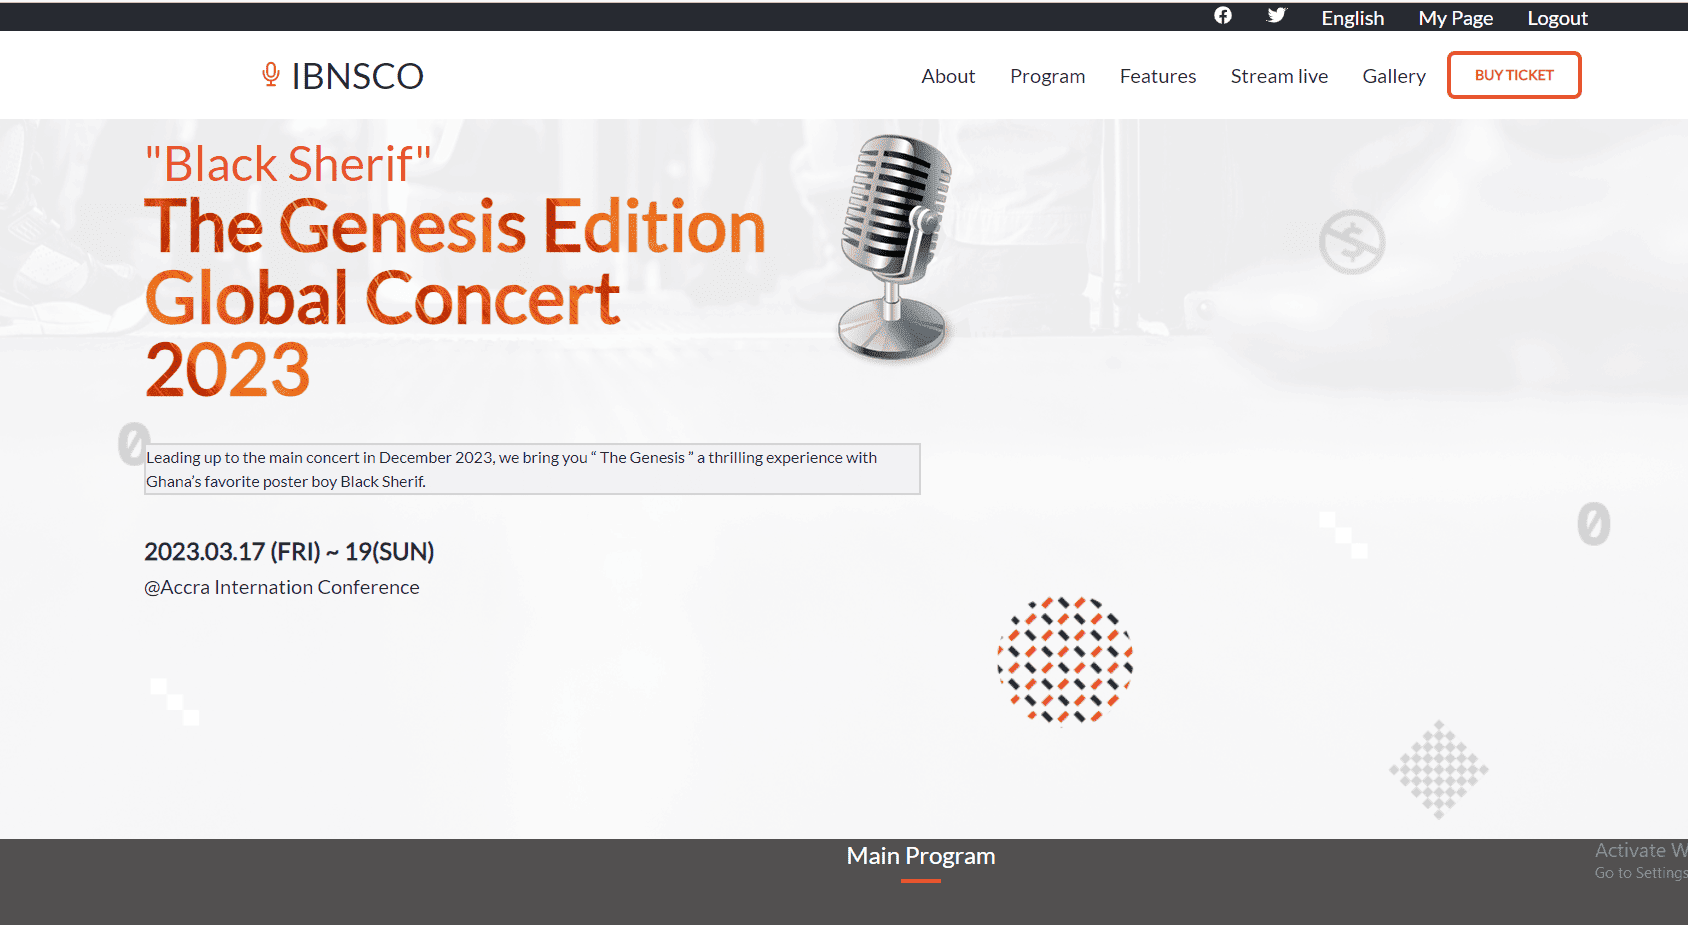 English My Page Logout
IBNSCO
About Program Features Stream live Gallery BUY TICKET
"Black Sherif"
The Genesis Edition
Global Concert
2023
0
Leading up to the main concert in December 2023, we bring you “ The Genesis ” a thrilling experience with
Ghana’s favorite poster boy Black Sherif.
0
2023.03.17 (FRI) ~ 19(SUN)
@Accra Internation Conference
Main Program
Activate W
Go to Settings